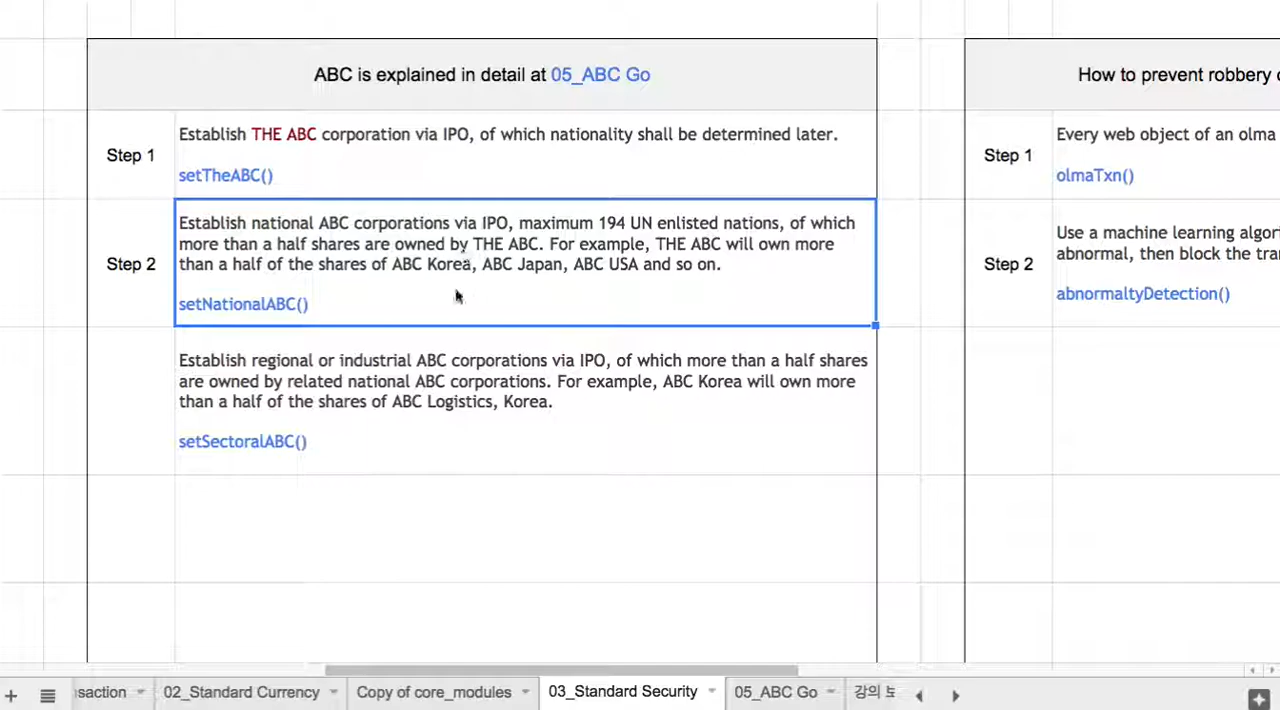 ABC is explained in detail at 05_ABC Go
Step 1
Establish THE ABC corporation via IPO, of which nationality shall be determined later.
setTheABC()
Step 2
Establish national ABC corporations via IPO, maximum 194 UN enlisted nations, of which
more than a half shares are owned by THE ABC. For example, THE ABC will own more
than a half of the shares of ABC Korea, ABC Japan, ABC USA and so on.
setNationalABC()
Establish regional or industrial ABC corporations via IPO, of which more than a half shares
are owned by related national ABC corporations. For example, ABC Korea will own more
than a half of the shares of ABC Logistics, Korea.
setSectoralABC()
How to prevent robbery
Step 1
Every web object of an olma
olmaTxn()
Step 2
Use a machine learning
abnormal, then block the
abnormaltyDetection()
02_Standard Currency
Copy of core_modules
03_Standard Security
05_ABC Go
강의